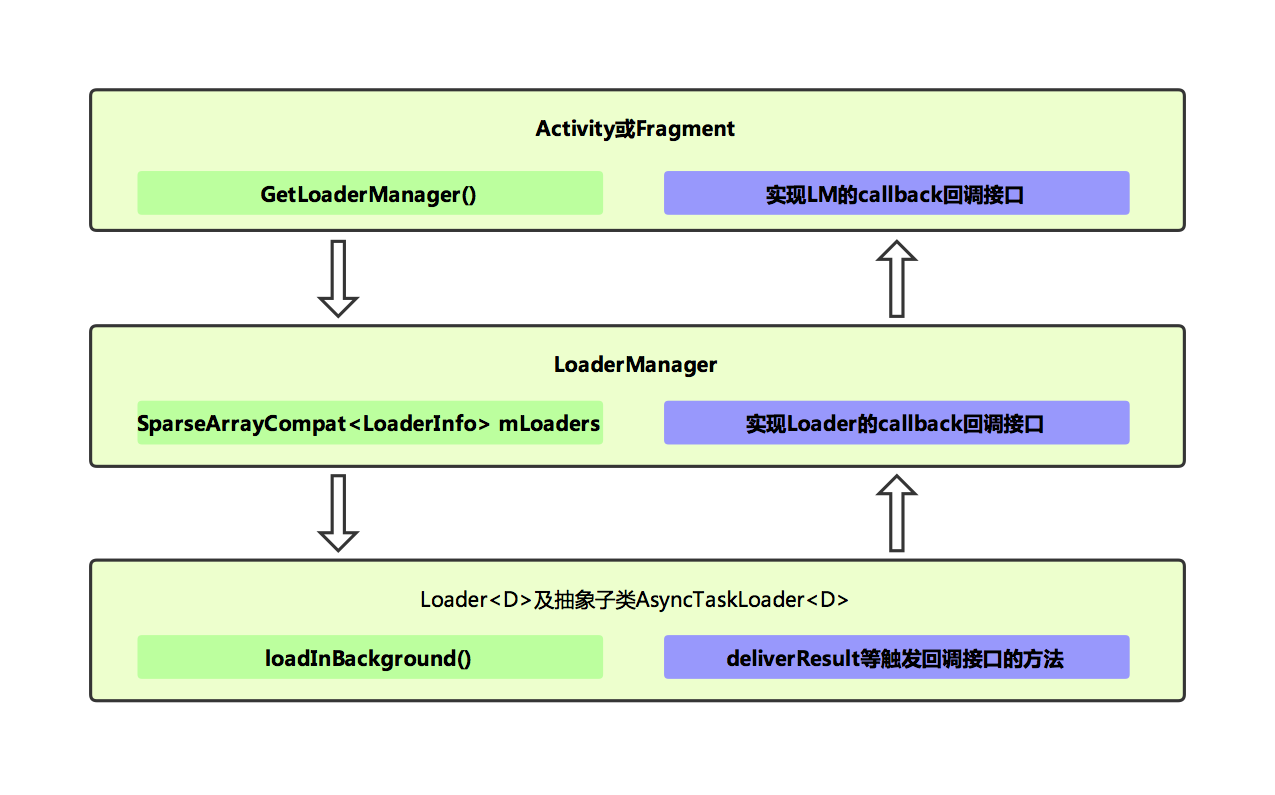 Activity或Fragment
GetLoaderManager()
实现LM的callback回调接口
LoaderManager
SparseArrayCompat<LoaderInfo> mLoaders
实现Loader的callback回调接口
Loader<D>及抽象子类AsyncTaskLoader<D>
loadInBackground()
deliverResult等触发回调接口的方法